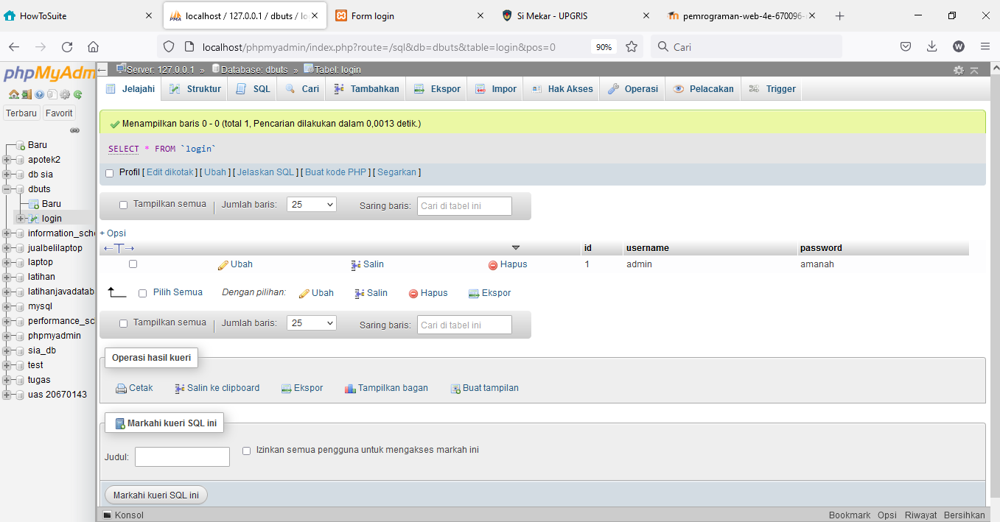 HowToSuite
localhost / 127.0.0.1 / dbuts / lo
Form login
Si Mekar - UPGRIS
pemrograman-web-4e-670096-
localhost/phpmyadmin/index.php?route=/sql&db=dbuts&table=login&pos=0
90%
Cari
W
phpMyAdm
Terbaru
Favorit
Baru
apotek2
db sia
dbuts
Baru
login
information_sch
jualbelilaptop
laptop
latihan
latihanjavadatab
mysql
performance_sc
phpmyadmin
sia_db
test
tugas
uas 20670143
Server: 127.0.0.1 » Database: dbuts » Tabel: login
Jelajahi Struktur SQL Cari Tambahkan Ekspor Impor Hak Akses Operasi Pelacakan Trigger
Menampilkan baris 0 - 0 (total 1, Pencarian dilakukan dalam 0,0013 detik.)
SELECT * FROM `login`
Profil [ Edit dikotak ] [ Ubah ] [ Jelaskan SQL ] [ Buat kode PHP ] [ Segarkan ]
Tampilkan semua | Jumlah baris: 25 Saring baris: Cari di tabel ini
+ Opsi
←T→ id username password
Ubah Salin Hapus 1 admin amanah
Pilih Semua Dengan pilihan: Ubah Salin Hapus Ekspor
Tampilkan semua | Jumlah baris: 25 Saring baris: Cari di tabel ini
Operasi hasil kueri
Cetak Salin ke clipboard Ekspor Tampilkan bagan Buat tampilan
Markahi kueri SQL ini
Judul: Izinkan semua pengguna untuk mengakses markah ini
Markahi kueri SQL ini
Konsol
Bookmark Opsi Riwayat Bersihkan